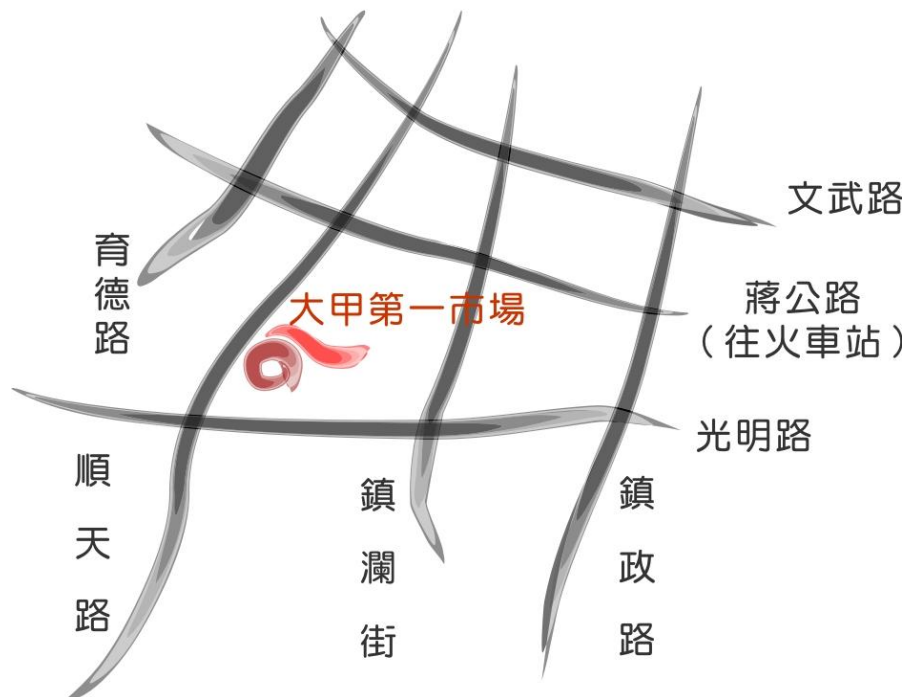 文武路
育德路
大甲第一市場
蔣公路
（往火車站）
光明路
順天路
鎮瀾街
鎮政路